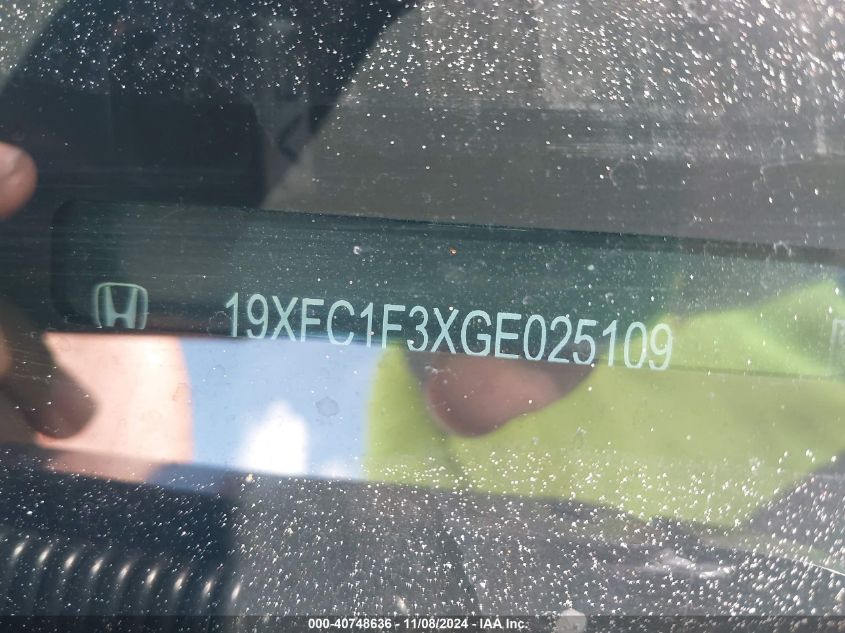 19XFC1F3XGE025109
000-40748636 - 11/08/2024 - IAA Inc.